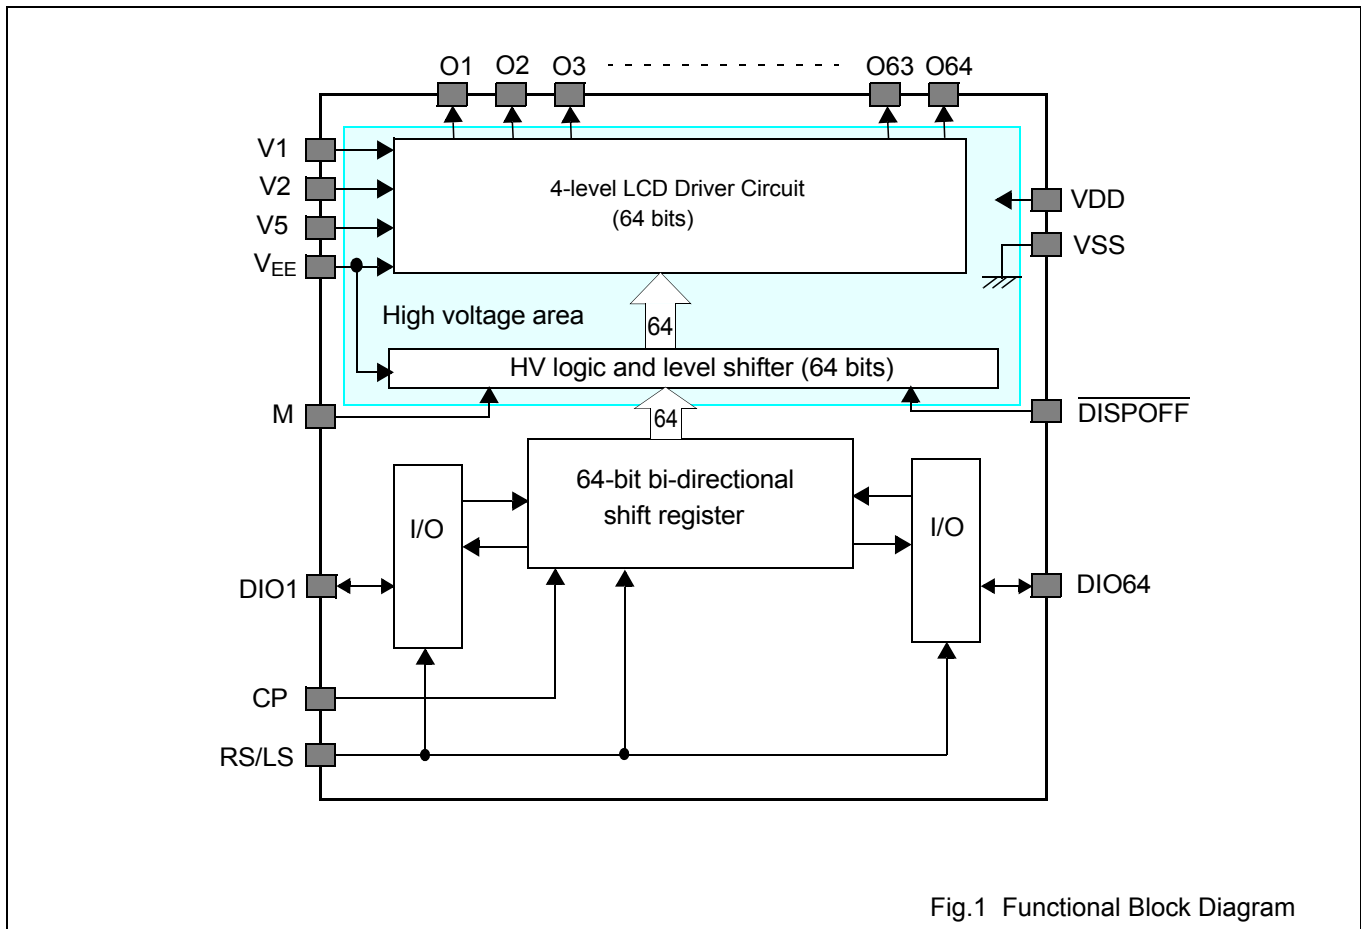 O1 O2 O3 - - - - - - - - - - - - - - - - O63 O64
V1
V2
V5
VEE
4-level LCD Driver Circuit
(64 bits)
VDD
VSS
High voltage area
64
HV logic and level shifter (64 bits)
M
64
DISPOFF
64-bit bi-directional
shift register
I/O
I/O
DIO1
DIO64
CP
RS/LS
Fig.1 Functional Block Diagram